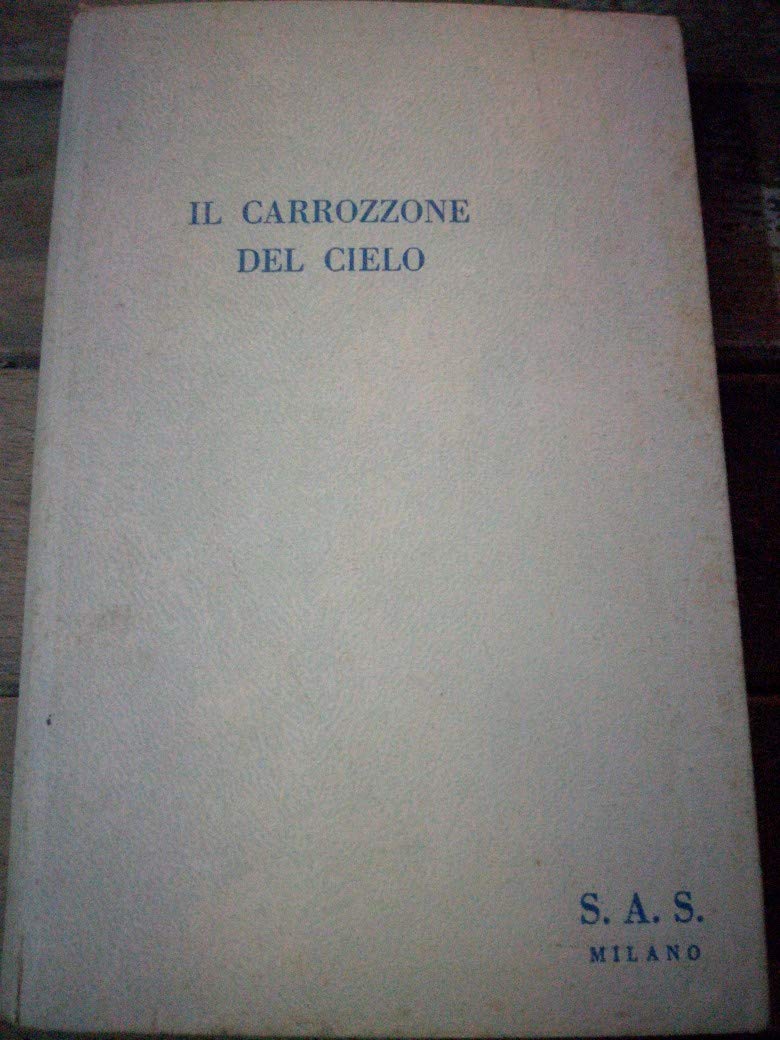 IL CARROZZONE
DEL CIELO
S. A. S.
MILANO